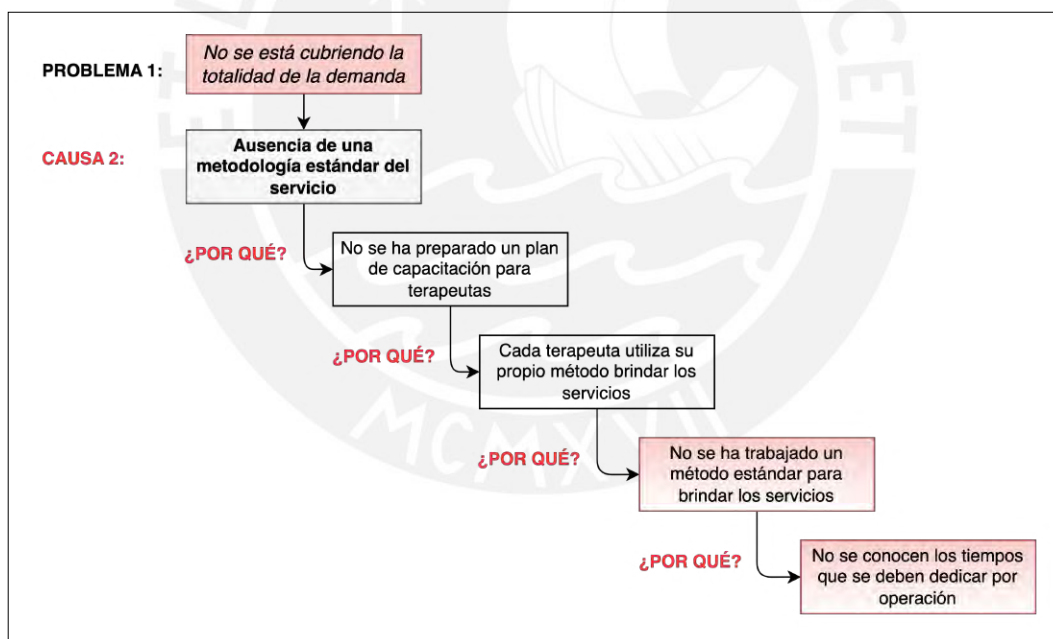 PROBLEMA 1:
No se está cubriendo la
totalidad de la demanda
CAUSA 2:
Ausencia de una
metodología estándar del
servicio
¿POR QUÉ?
No se ha preparado un plan
de capacitación para
terapeutas
¿POR QUÉ?
Cada terapeuta utiliza su
propio método brindar los
servicios
¿POR QUÉ?
No se ha trabajado un
método estándar para
brindar los servicios
¿POR QUÉ?
No se conocen los tiempos
que se deben dedicar por
operación
MCMXVII